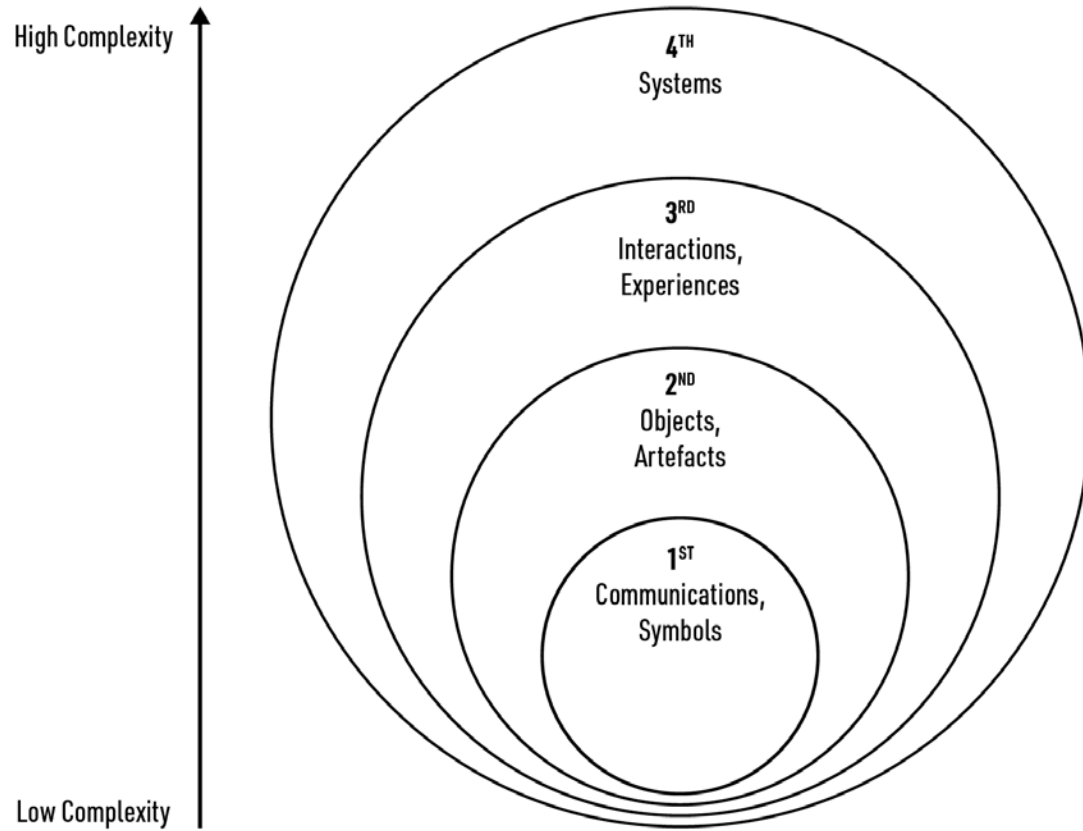 High Complexity
4TH
Systems
3RD
Interactions,
Experiences
2ND
Objects,
Artefacts
1ST
Communications,
Symbols
Low Complexity